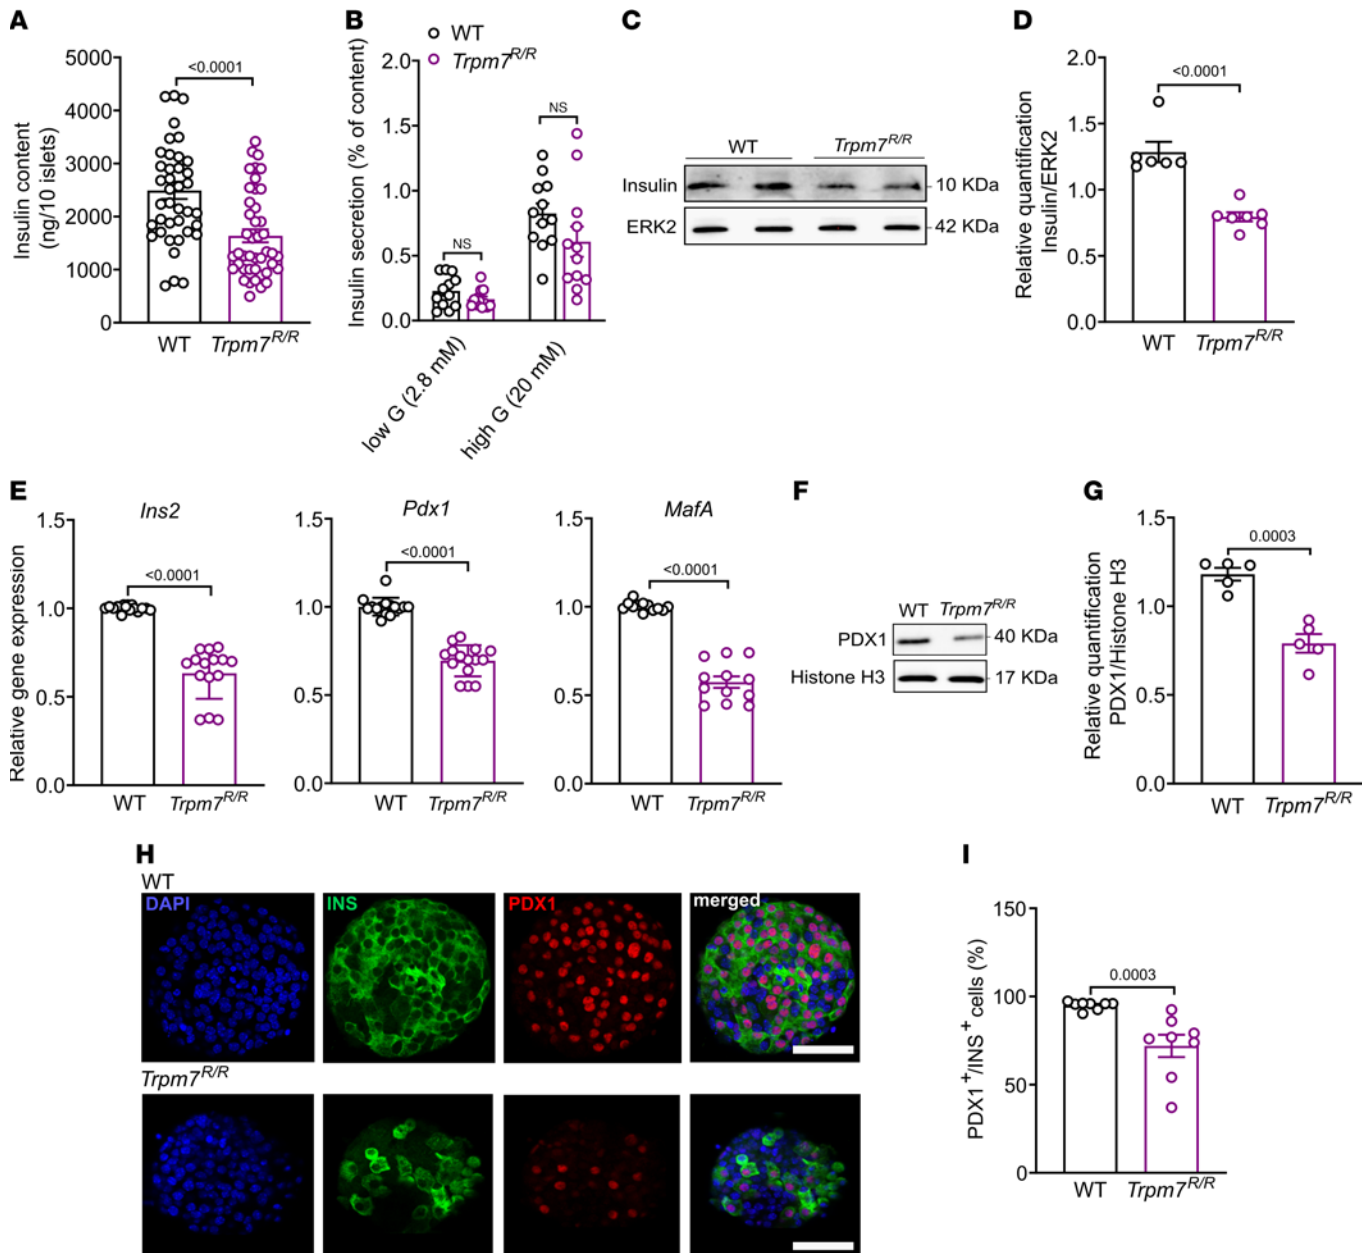 A
5000
4000
3000
2000
1000
0
Insulin content
(ng/10 islets)
<0.0001
WT
Trpm7R/R
B
WT
Trpm7R/R
2.0
1.5
1.0
0.5
0.0
Insulin secretion (% of content)
NS
NS
low G (2.8 mM)
high G (20 mM)
C
WT
Trpm7R/R
Insulin
10 KDa
ERK2
42 KDa
D
2.0
1.5
1.0
0.5
0.0
Relative quantification
Insulin/ERK2
<0.0001
WT
Trpm7R/R
E
Relative gene expression
Ins2
1.5
1.0
0.5
0.0
<0.0001
WT
Trpm7R/R
Pdx1
1.5
1.0
0.5
0.0
<0.0001
WT
Trpm7R/R
MafA
1.5
1.0
0.5
0.0
<0.0001
WT
Trpm7R/R
F
WT
Trpm7R/R
PDX1
40 KDa
Histone H3
17 KDa
G
1.5
1.0
0.5
0.0
Relative quantification
PDX1/Histone H3
0.0003
WT
Trpm7R/R
H
WT
DAPI
INS
PDX1
merged
Trpm7R/R
I
150
100
50
0
PDX1+/INS+ cells (%)
0.0003
WT
Trpm7R/R